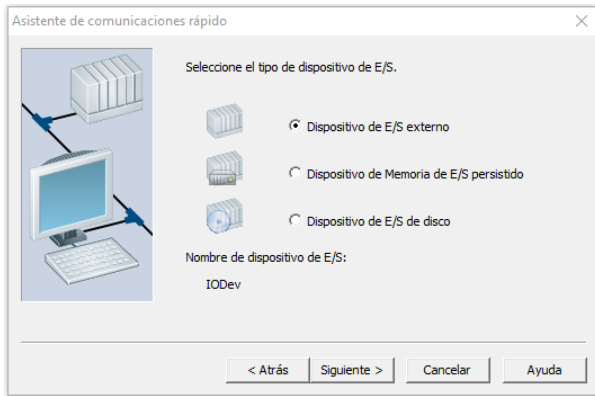 Asistente de comunicaciones rápido
Seleccione el tipo de dispositivo de E/S.
Dispositivo de E/S externo
Dispositivo de Memoria de E/S persistido
Dispositivo de E/S de disco
Nombre de dispositivo de E/S:
IODev
< Atrás Siguiente > Cancelar Ayuda